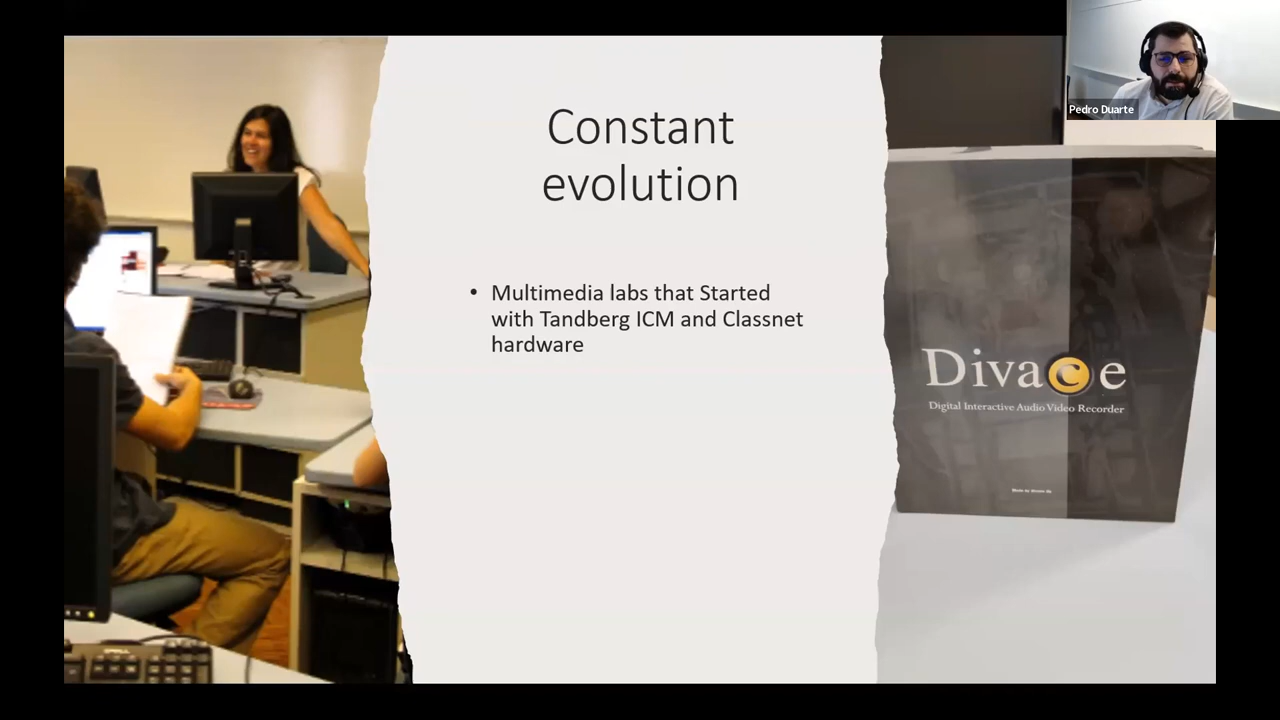 Constant
evolution
• Multimedia labs that Started
with Tandberg ICM and Classnet
hardware
Pedro Duarte
Divace
Digital Interactive Audio Video Recorder
DELL